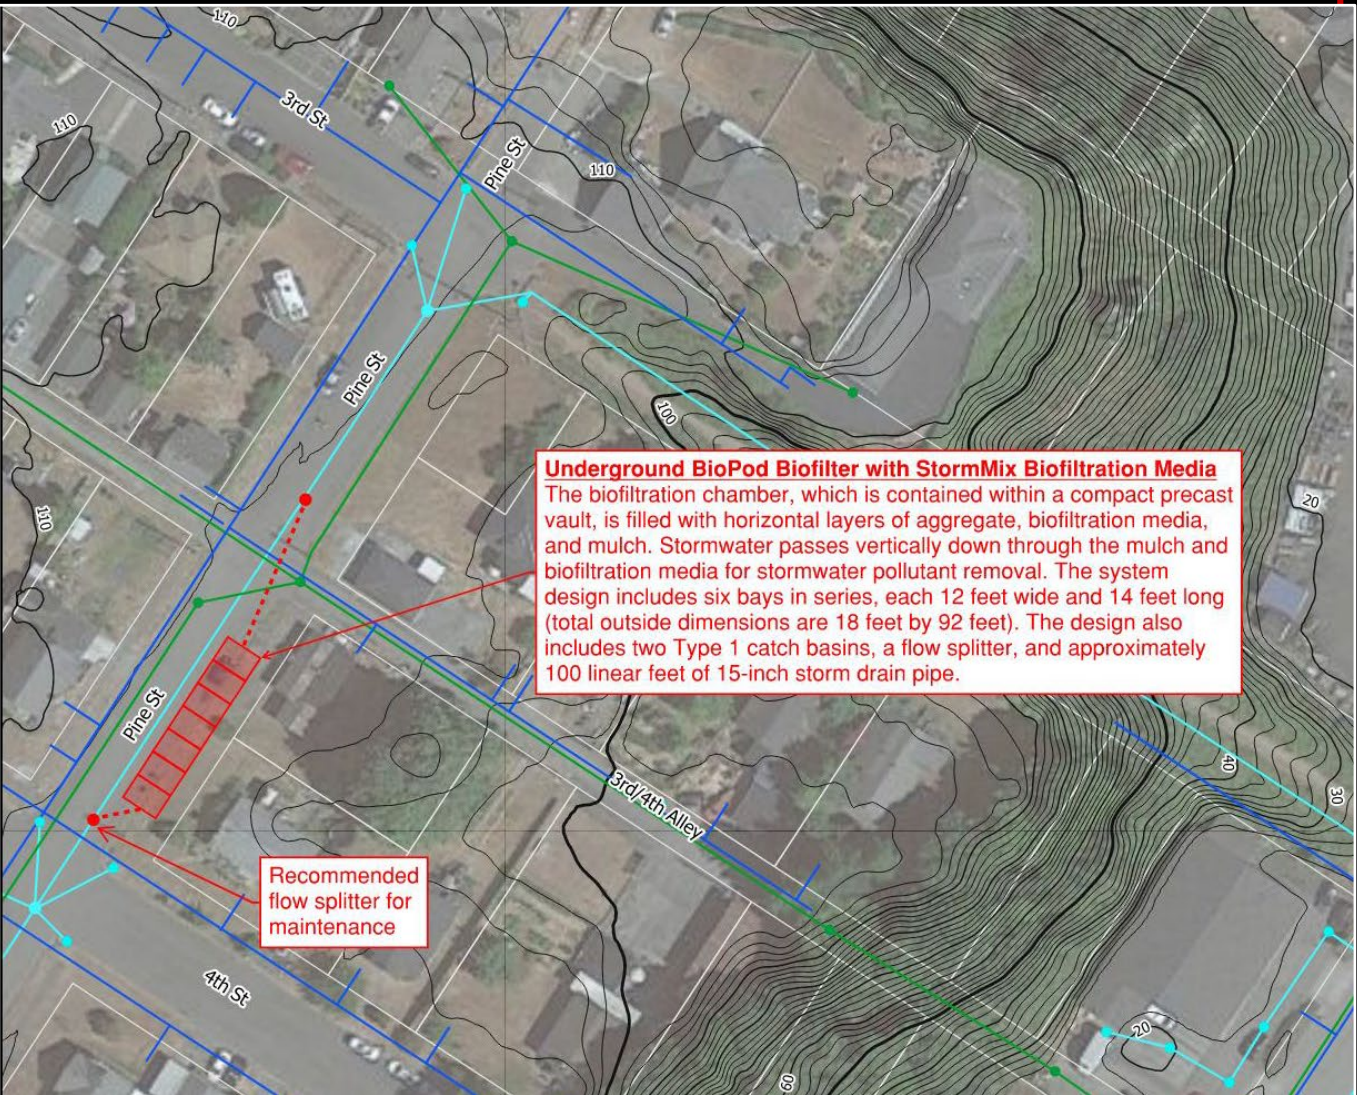 110
3rd St
110
Pine St
110
Pine St
100
Underground BioPod Biofilter with StormMix Biofiltration Media
The biofiltration chamber, which is contained within a compact precast
vault, is filled with horizontal layers of aggregate, biofiltration media,
and mulch. Stormwater passes vertically down through the mulch and
biofiltration media for stormwater pollutant removal. The system
design includes six bays in series, each 12 feet wide and 14 feet long
(total outside dimensions are 18 feet by 92 feet). The design also
includes two Type 1 catch basins, a flow splitter, and approximately
100 linear feet of 15-inch storm drain pipe.
20
110
Pine St
40
30
3rd/4th Alley
Recommended
flow splitter for
maintenance
4th St
20
60